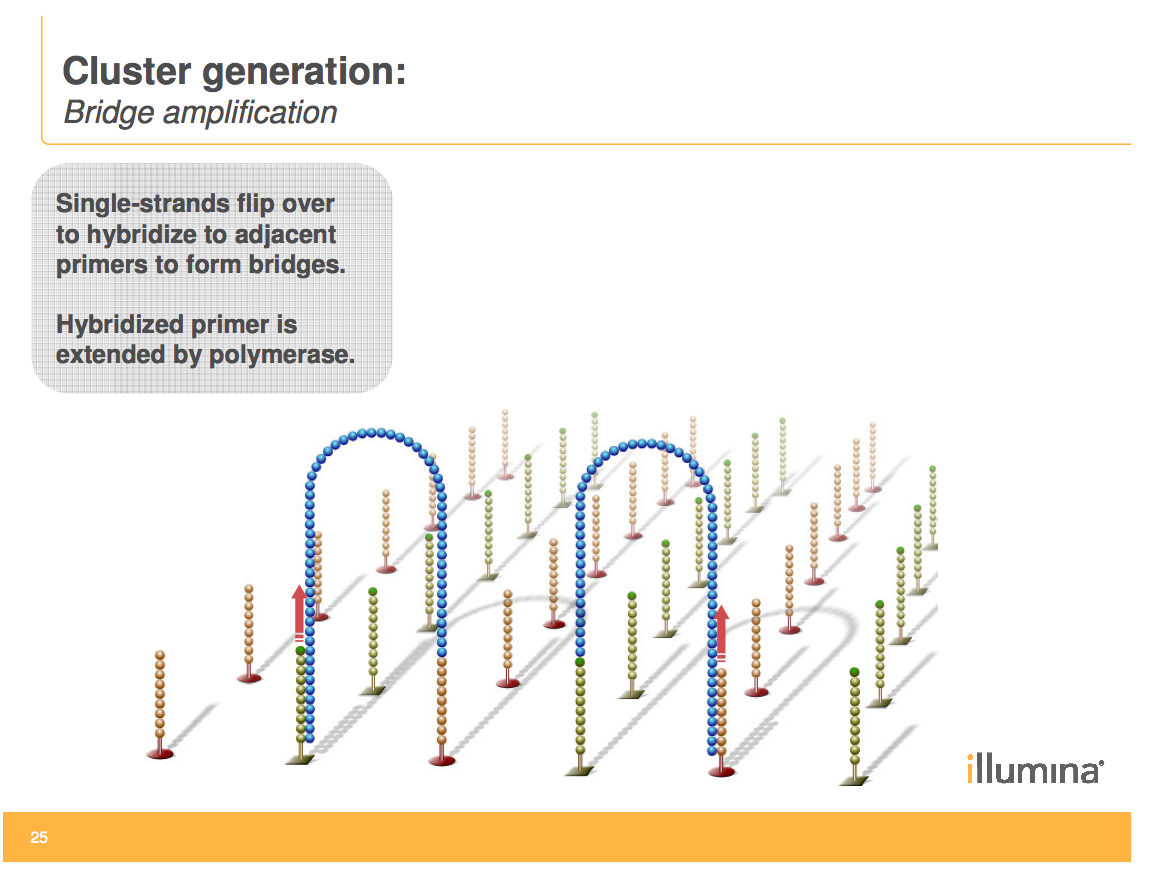 Cluster generation:
Bridge amplification
Single-strands flip over
to hybridize to adjacent
primers to form bridges.
Hybridized primer is
extended by polymerase.
illumina®
25